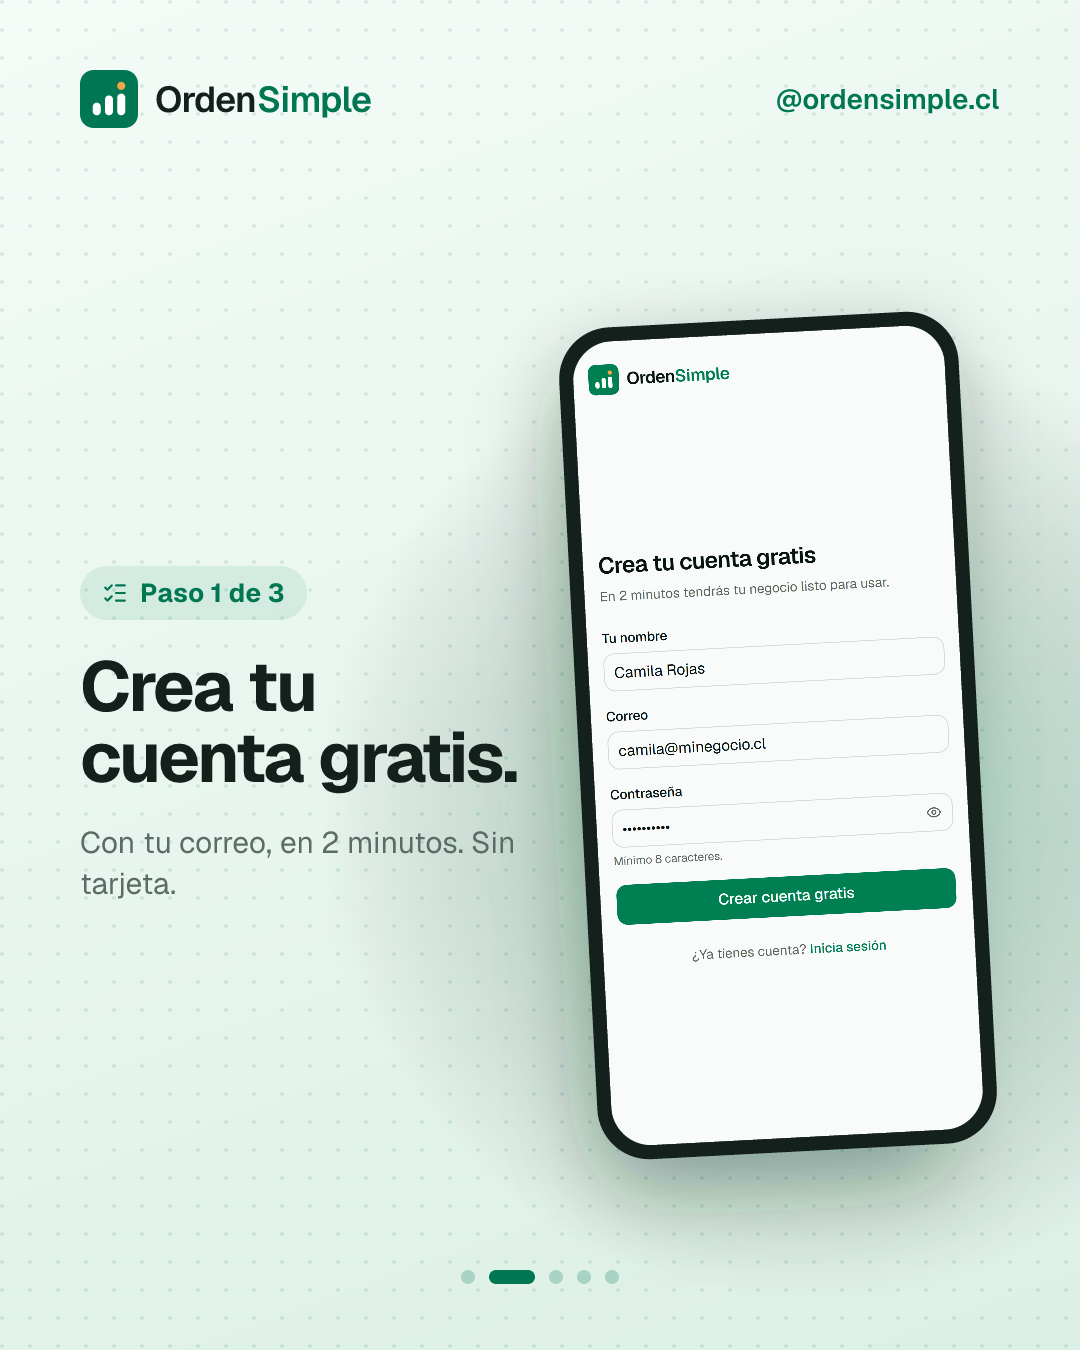 OrdenSimple
@ordensimple.cl
OrdenSimple
Crea tu cuenta gratis
En 2 minutos tendrás tu negocio listo para usar.
Tu nombre
Camila Rojas
Correo
camila@minegocio.cl
Contraseña
••••••••••
Mínimo 8 caracteres.
Crear cuenta gratis
¿Ya tienes cuenta? Inicia sesión
Paso 1 de 3
Crea tu
cuenta gratis.
Con tu correo, en 2 minutos. Sin
tarjeta.